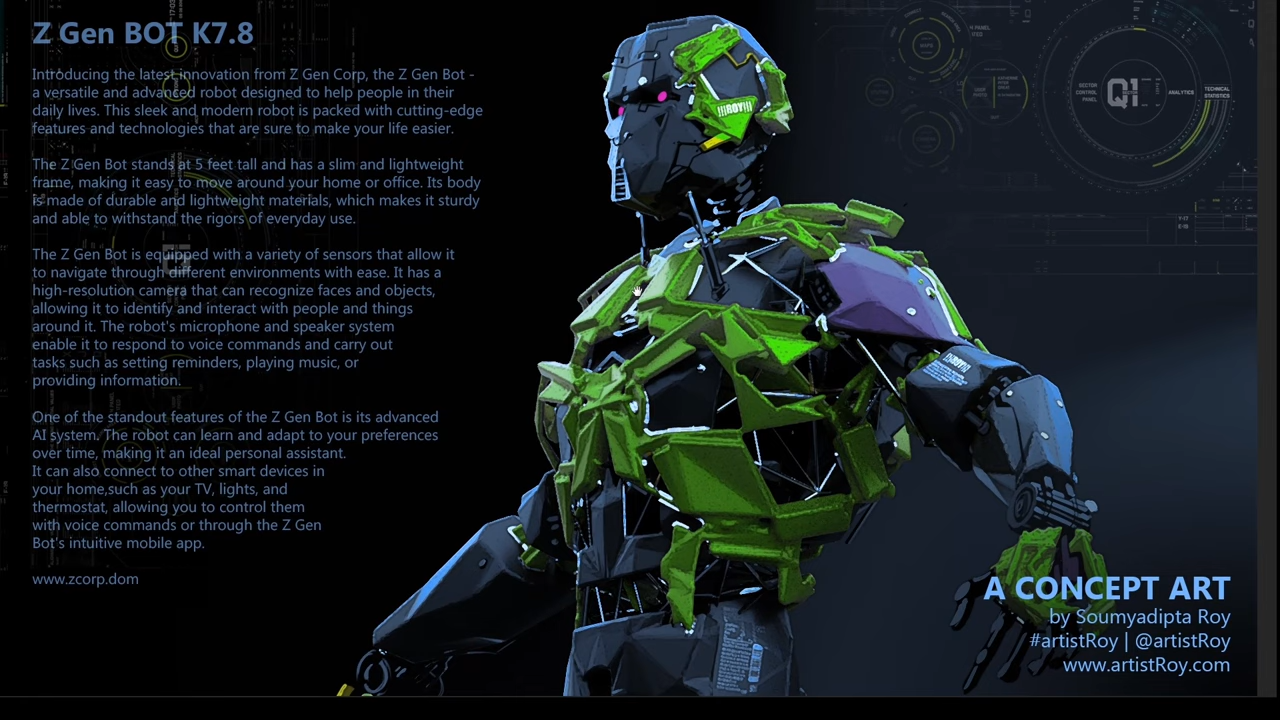 Z Gen BOT K7.8
Introducing the latest innovation from Z Gen Corp, the Z Gen Bot -
a versatile and advanced robot designed to help people in their
daily lives. This sleek and modern robot is packed with cutting-edge
features and technologies that are sure to make your life easier.
The Z Gen Bot stands at 5 feet tall and has a slim and lightweight
frame, making it easy to move around your home or office. Its body
is made of durable and lightweight materials, which makes it sturdy
and able to withstand the rigors of everyday use.
The Z Gen Bot is equipped with a variety of sensors that allow it
to navigate through different environments with ease. It has a
high-resolution camera that can recognize faces and objects,
allowing it to identify and interact with people and things
around it. The robot's microphone and speaker system
enable it to respond to voice commands and carry out
tasks such as setting reminders, playing music, or
providing information.
One of the standout features of the Z Gen Bot is its advanced
AI system. The robot can learn and adapt to your preferences
over time, making it an ideal personal assistant.
It can also connect to other smart devices in
your home,such as your TV, lights, and
thermostat, allowing you to control them
with voice commands or through the Z Gen
Bot's intuitive mobile app.
www.zcorp.dom
SECTOR
CONTROL
PANEL
Q1
ANALYTICS
TECHNICAL
STATISTICS
Y-17
E-18
A CONCEPT ART
by Soumyadipta Roy
#artistRoy | @artistRoy
www.artistRoy.com